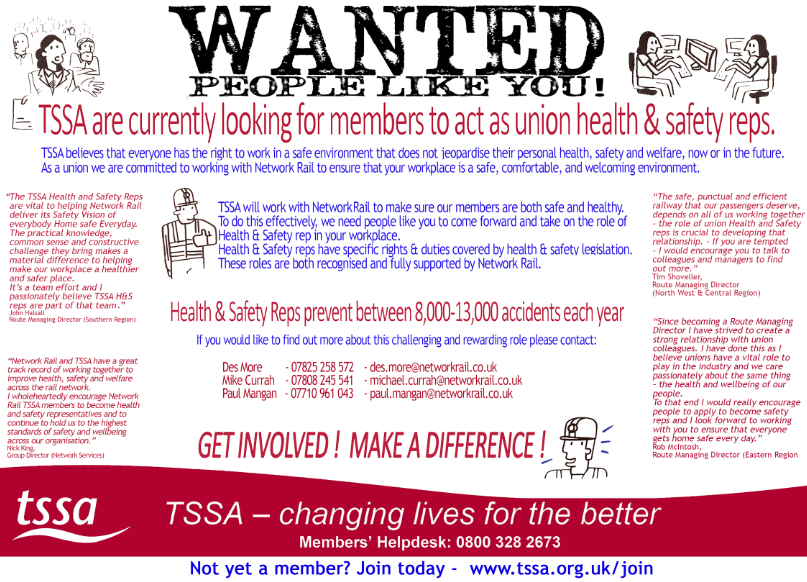 WANTED
PEOPLE LIKE YOU!
TSSA are currently looking for members to act as union health & safety reps.
TSSA believes that everyone has the right to work in a safe environment that does not jeopardise their personal health, safety and welfare, now or in the future.
As a union we are committed to working with Network Rail to ensure that your workplace is a safe, comfortable, and welcoming environment.
“The TSSA Health and Safety Reps
are vital to helping Network Rail
deliver its Safety Vision of
everybody Home safe Everyday.
The practical knowledge,
common sense and constructive
challenge they bring makes a
material difference to helping
make our workplace a healthier
and safer place.
It's a team effort and I
passionately believe TSSA H&S
reps are part of that team.”
John Halsall
Route Managing Director (Southern Region)
“Network Rail and TSSA have a great
track record of working together to
improve health, safety and welfare
across the rail network.
I wholeheartedly encourage Network
Rail TSSA members to become health
and safety representatives and to
continue to hold us to the highest
standards of safety and wellbeing
across our organisation.”
Nick King,
Group Director (Network Services)
TSSA will work with Network Rail to make sure our members are both safe and healthy.
To do this effectively, we need people like you to come forward and take on the role of
Health & Safety rep in your workplace.
Health & Safety reps have specific rights & duties covered by health & safety legislation.
These roles are both recognised and fully supported by Network Rail.
Health & Safety Reps prevent between 8,000-13,000 accidents each year
If you would like to find out more about this challenging and rewarding role please contact:
Des More - 07825 258 572 - des.more@networkrail.co.uk
Mike Currah - 07808 245 541 - michael.currah@networkrail.co.uk
Paul Mangan - 07710 961 043 - paul.mangan@networkrail.co.uk
GET INVOLVED ! MAKE A DIFFERENCE !
“The safe, punctual and efficient
railway that our passengers deserve,
depends on all of us working together
- the role of union Health and Safety
reps is crucial to developing that
relationship. - If you are tempted
- I would encourage you to talk to
colleagues and managers to find
out more.”
Tim Shoveller,
Route Managing Director
(North West & Central Region)
“Since becoming a Route Managing
Director I have strived to create a
strong relationship with union
colleagues. I have done this as I
believe unions have a vital role to
play in the industry and we care
passionately about the same thing
– the health and wellbeing of our
people.
To that end I would really encourage
people to apply to become safety
reps and I look forward to working
with you to ensure that everyone
gets home safe every day.”
Rob McIntosh,
Route Managing Director (Eastern Region
tssa
TSSA – changing lives for the better
Members' Helpdesk: 0800 328 2673
Not yet a member? Join today - www.tssa.org.uk/join